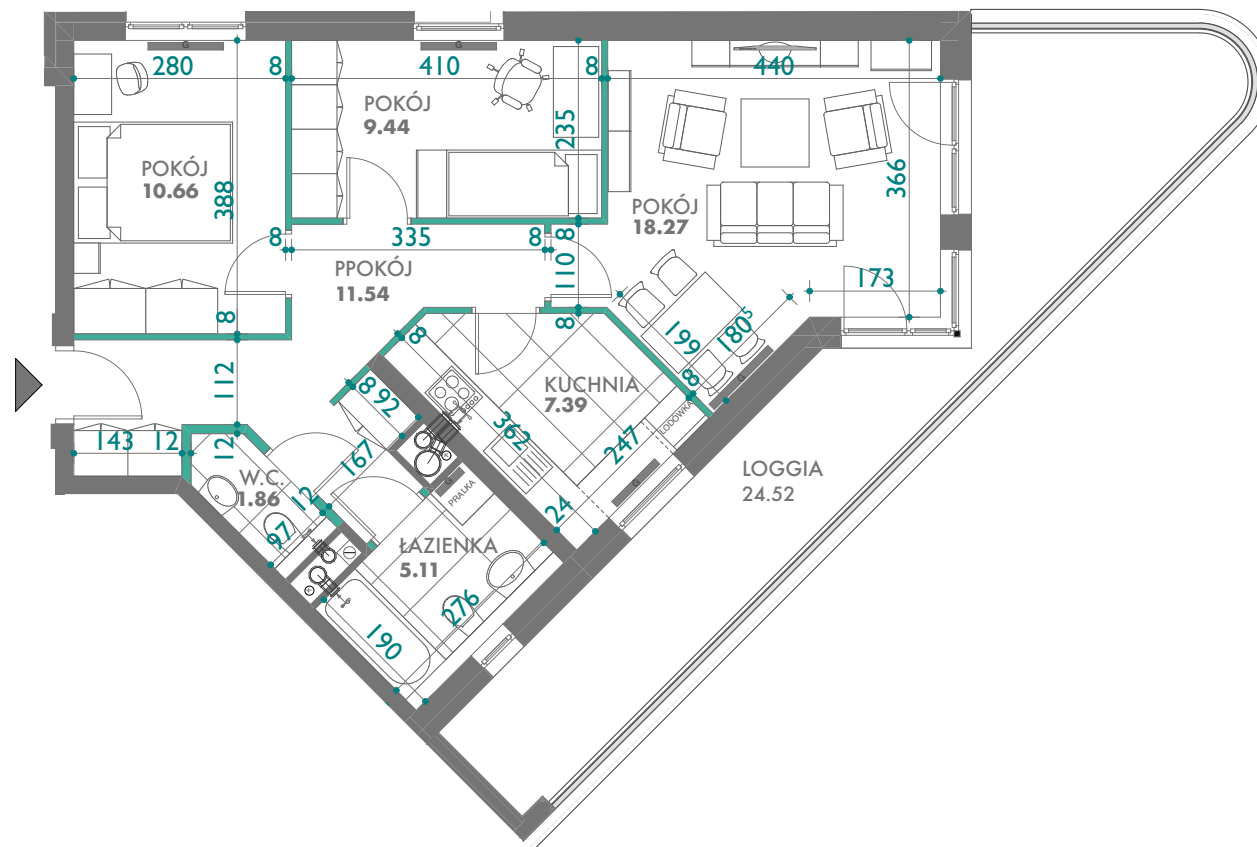 G
G
280
8
410
8
440
POKÓJ
9.44
235
POKÓJ
10.66
388
366
POKÓJ
18.27
8
335
8
8
PPOKÓJ
11.54
110
173
8
8
8
199
180⁵
112
KUCHNIA
7.39
8
G
8
92
LODÓWKA
362
247
143
12
12
167
LOGGIA
24.52
W.C.
1.86
12
G
PRALKA
G
24
97
ŁAZIENKA
5.11
276
190